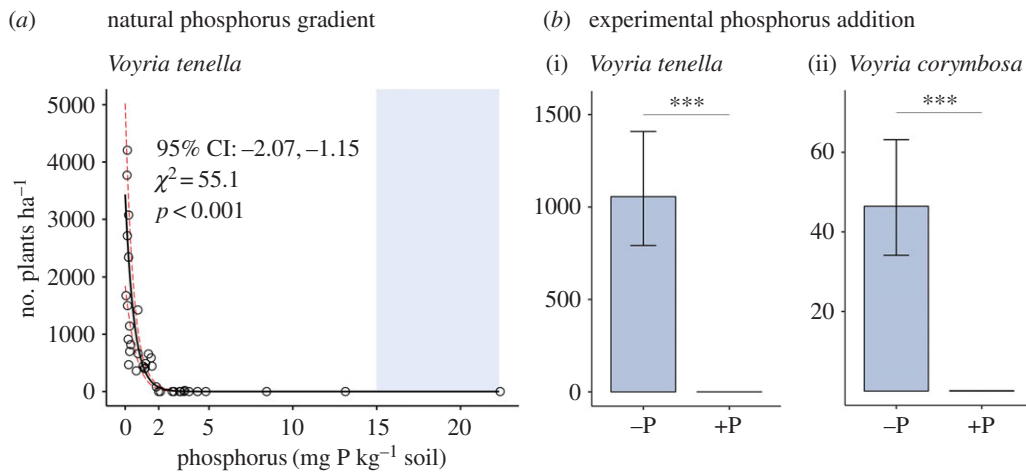 (a) natural phosphorus gradient
Voyria tenella
5000
4000
3000
2000
1000
0
no. plants ha⁻¹
95% CI: –2.07, –1.15
χ² = 55.1
p < 0.001
0 2 5 10 15 20
phosphorus (mg P kg⁻¹ soil)
(b) experimental phosphorus addition
(i) Voyria tenella
1500
1000
500
0
***
–P +P
(ii) Voyria corymbosa
60
40
20
***
–P +P